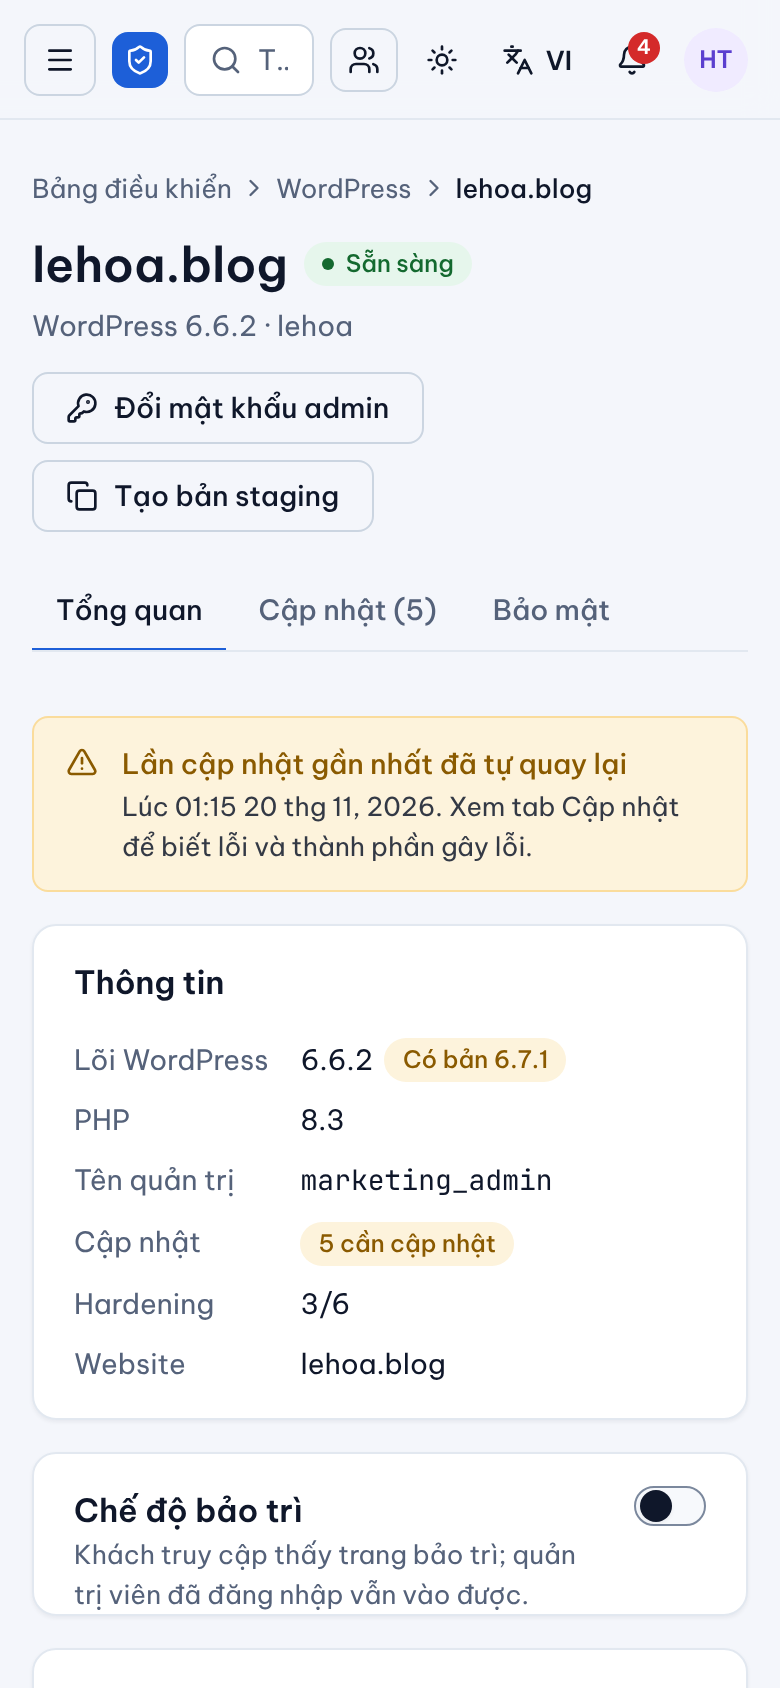 T..
VI
4
HT
Bảng điều khiển > WordPress > lehoa.blog
lehoa.blog
Sẵn sàng
WordPress 6.6.2 · lehoa
Đổi mật khẩu admin
Tạo bản staging
Tổng quan
Cập nhật (5)
Bảo mật
Lần cập nhật gần nhất đã tự quay lại
Lúc 01:15 20 thg 11, 2026. Xem tab Cập nhật
để biết lỗi và thành phần gây lỗi.
Thông tin
Lõi WordPress 6.6.2 Có bản 6.7.1
PHP 8.3
Tên quản trị marketing_admin
Cập nhật 5 cần cập nhật
Hardening 3/6
Website lehoa.blog
Chế độ bảo trì
Khách truy cập thấy trang bảo trì; quản
trị viên đã đăng nhập vẫn vào được.